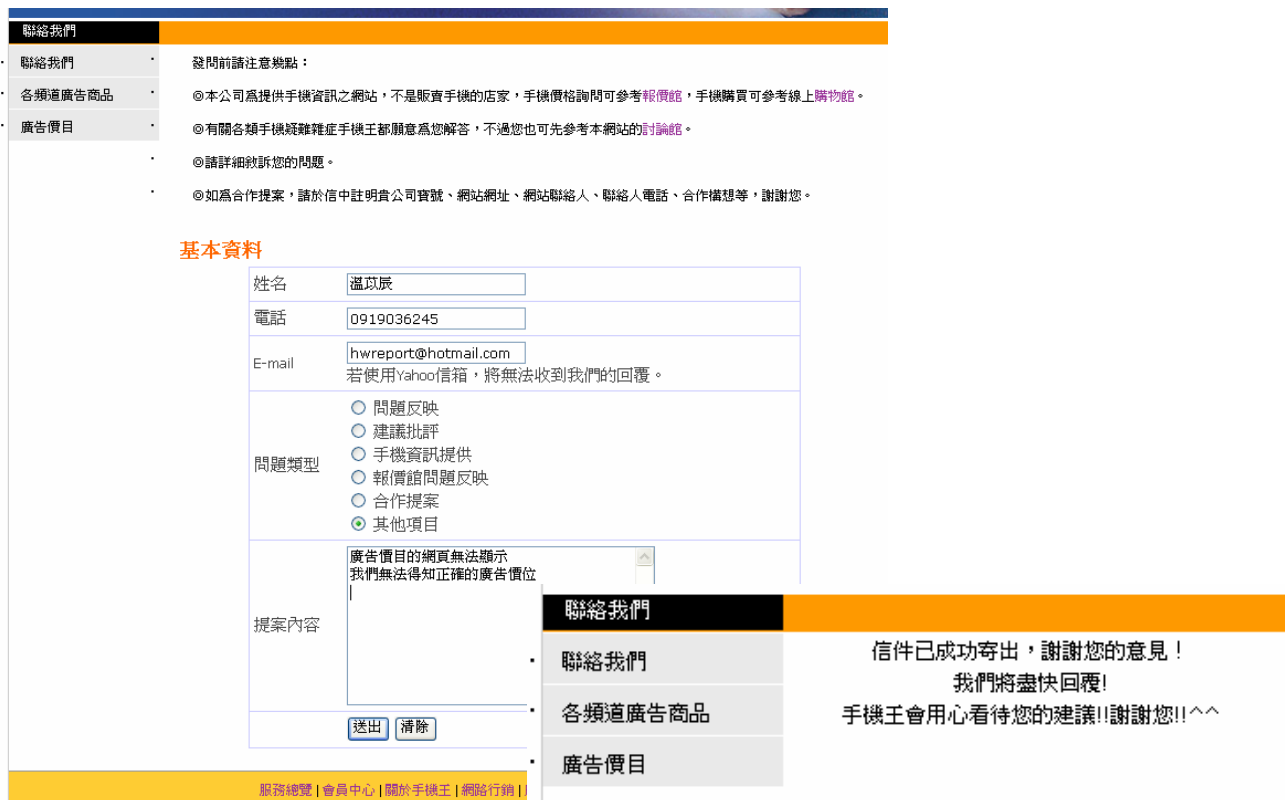 聯絡我們
聯絡我們
各頻道廣告商品
廣告價目
發問前請注意幾點：
◎本公司為提供手機資訊之網站，不是販賣手機的店家，手機價格詢問可參考報價館，手機購買可參考線上購物館。
◎有關各類手機疑難雜症手機王都願意為您解答，不過您也可先參考本網站的討論館。
◎請詳細敘訴您的問題。
◎如為合作提案，請於信中註明貴公司寶號、網站網址、網站聯絡人、聯絡人電話、合作構想等，謝謝您。
基本資料
姓名 溫苡辰
電話 0919036245
E-mail hwreport@hotmail.com
若使用Yahoo信箱，將無法收到我們的回覆。
問題類型
問題反映
建議批評
手機資訊提供
報價館問題反映
合作提案
其他項目
提案內容
廣告價目的網頁無法顯示
我們無法得知正確的廣告價位
送出 清除
服務總覽 | 會員中心 | 關於手機王 | 網路行銷 |
聯絡我們
聯絡我們
各頻道廣告商品
廣告價目
信件已成功寄出，謝謝您的意見！
我們將盡快回覆!
手機王會用心看待您的建議!!謝謝您!!^^